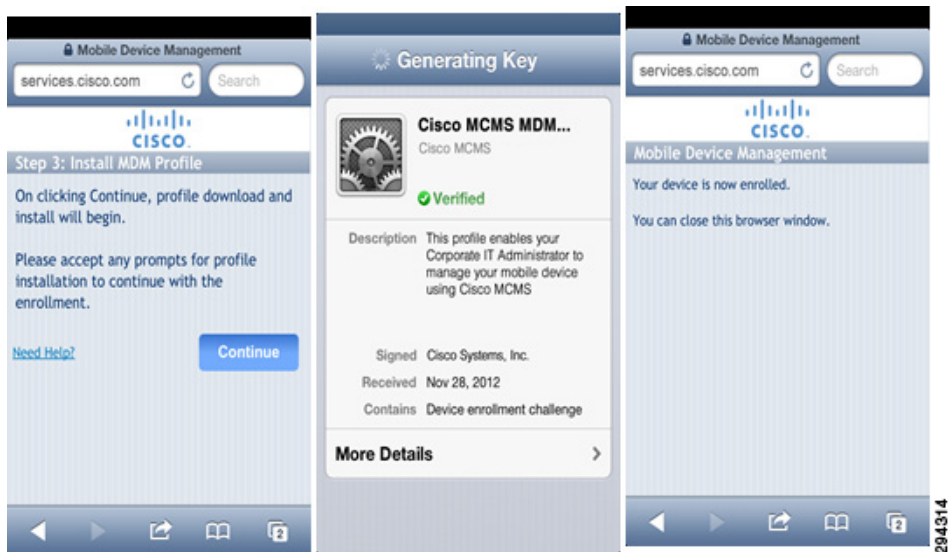 Mobile Device Management
services.cisco.com
Search
CISCO.
Step 3: Install MDM Profile
On clicking Continue, profile download and
install will begin.
Please accept any prompts for profile
installation to continue with the
enrollment.
Need Help?
Continue
2
Generating Key
Cisco MCMS MDM...
Cisco MCMS
Verified
Description This profile enables your
Corporate IT Administrator to
manage your mobile device
using Cisco MCMS
Signed Cisco Systems, Inc.
Received Nov 28, 2012
Contains Device enrollment challenge
More Details
Mobile Device Management
services.cisco.com
Search
CISCO.
Mobile Device Management
Your device is now enrolled.
You can close this browser window.
2
294314